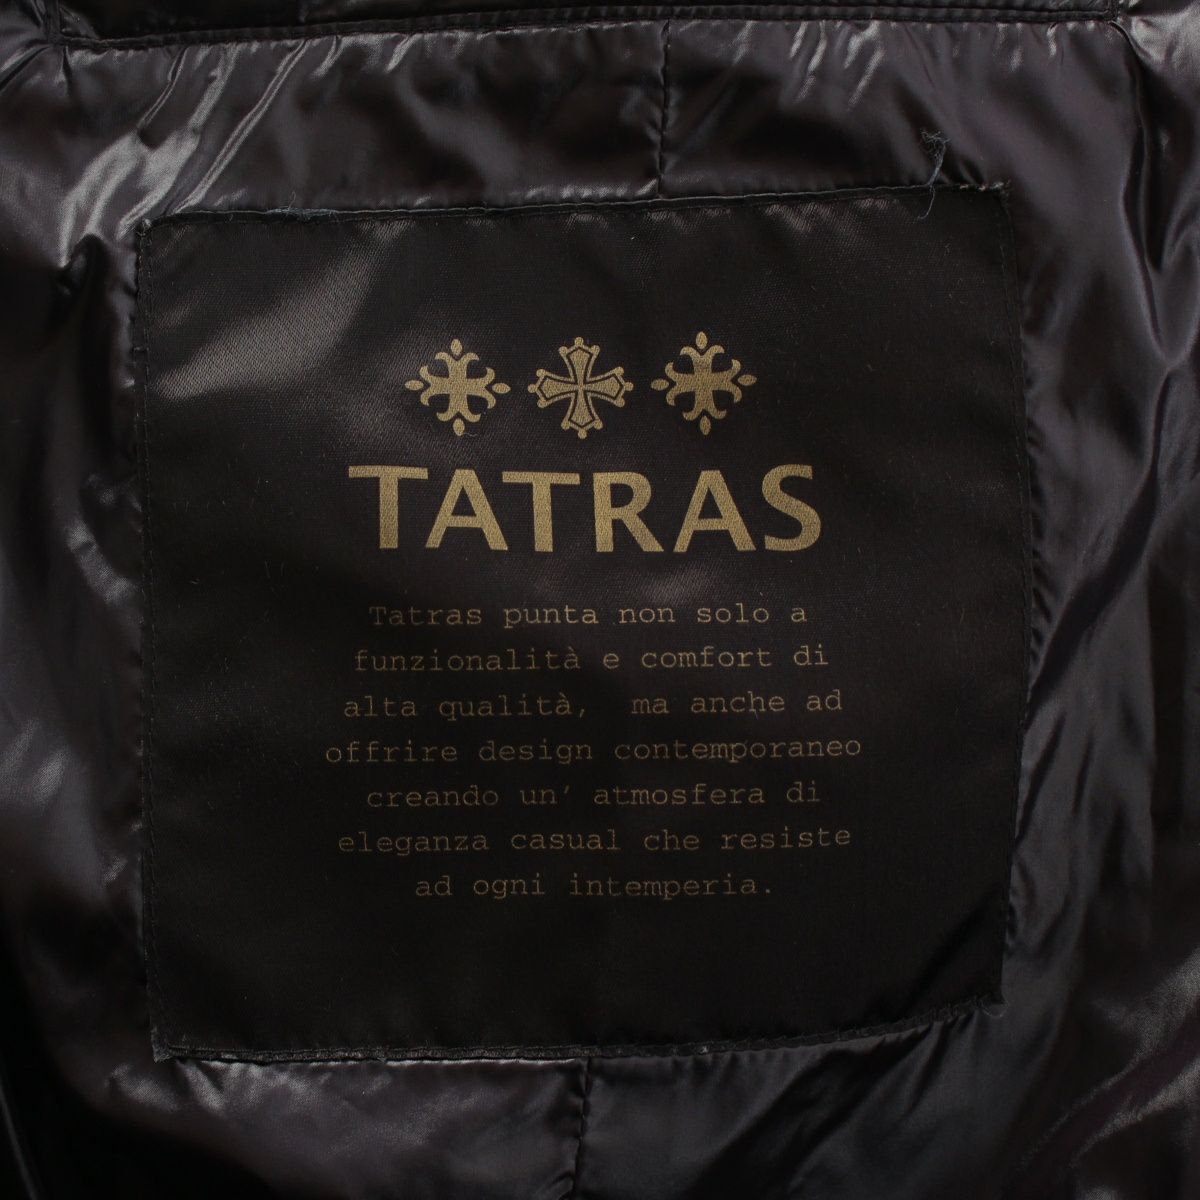 TATRAS
Tatras punta non solo a
funzionalità e comfort di
alta qualità, ma anche ad
offrire design contemporaneo
creando un' atmosfera di
eleganza casual che resiste
ad ogni intemperia.